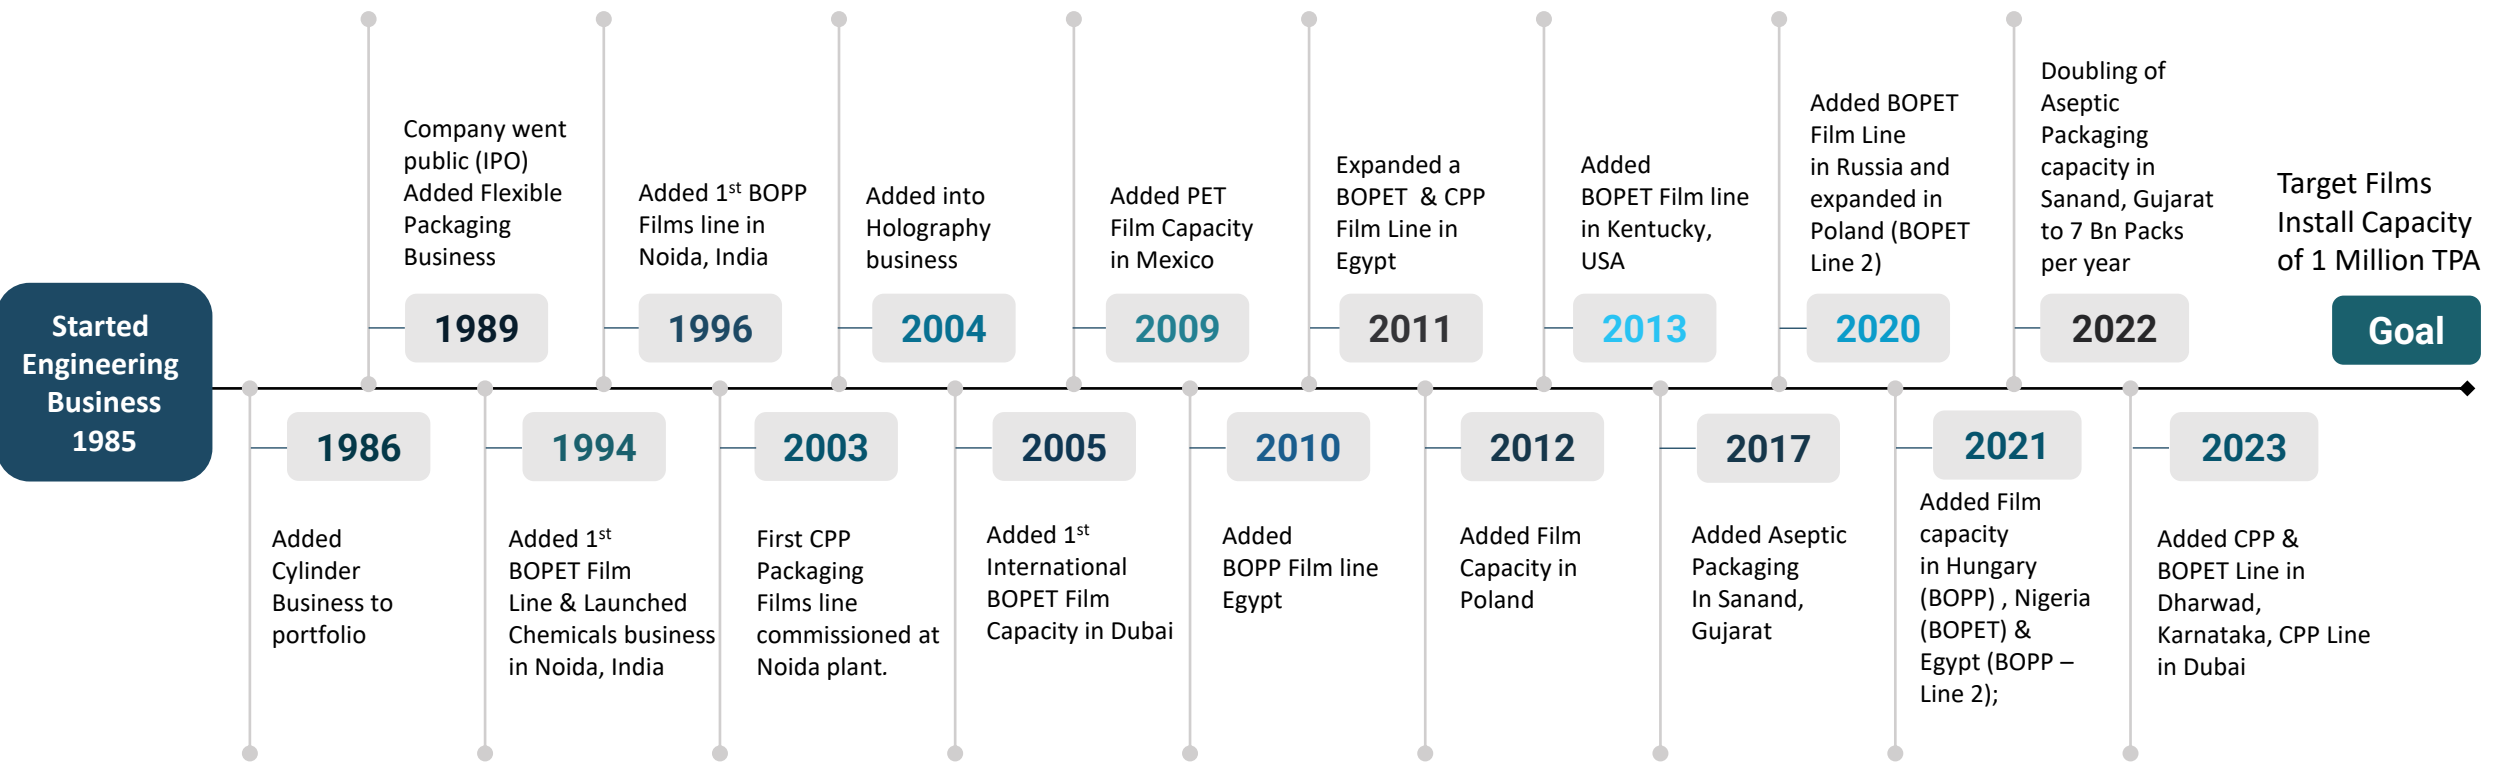 Started
Engineering
Business
1985
1986
Added
Cylinder
Business to
portfolio
Company went
public (IPO)
Added Flexible
Packaging
Business
1989
1994
Added 1st
BOPET Film
Line & Launched
Chemicals business
in Noida, India
Added 1st BOPP
Films line in
Noida, India
1996
2003
First CPP
Packaging
Films line
commissioned at
Noida plant.
Added into
Holography
business
2004
2005
Added 1st
International
BOPET Film
Capacity in Dubai
Added PET
Film Capacity
in Mexico
2009
2010
Added
BOPP Film line
Egypt
Expanded a
BOPET & CPP
Film Line in
Egypt
2011
2012
Added Film
Capacity in
Poland
Added
BOPET Film line
in Kentucky,
USA
2013
2017
Added Aseptic
Packaging
In Sanand,
Gujarat
Added BOPET
Film Line
in Russia and
expanded in
Poland (BOPET
Line 2)
2020
2021
Added Film
capacity
in Hungary
(BOPP) , Nigeria
(BOPET) &
Egypt (BOPP –
Line 2);
Doubling of
Aseptic
Packaging
capacity in
Sanand, Gujarat
to 7 Bn Packs
per year
2022
2023
Added CPP &
BOPET Line in
Dharwad,
Karnataka, CPP Line
in Dubai
Target Films
Install Capacity
of 1 Million TPA
Goal